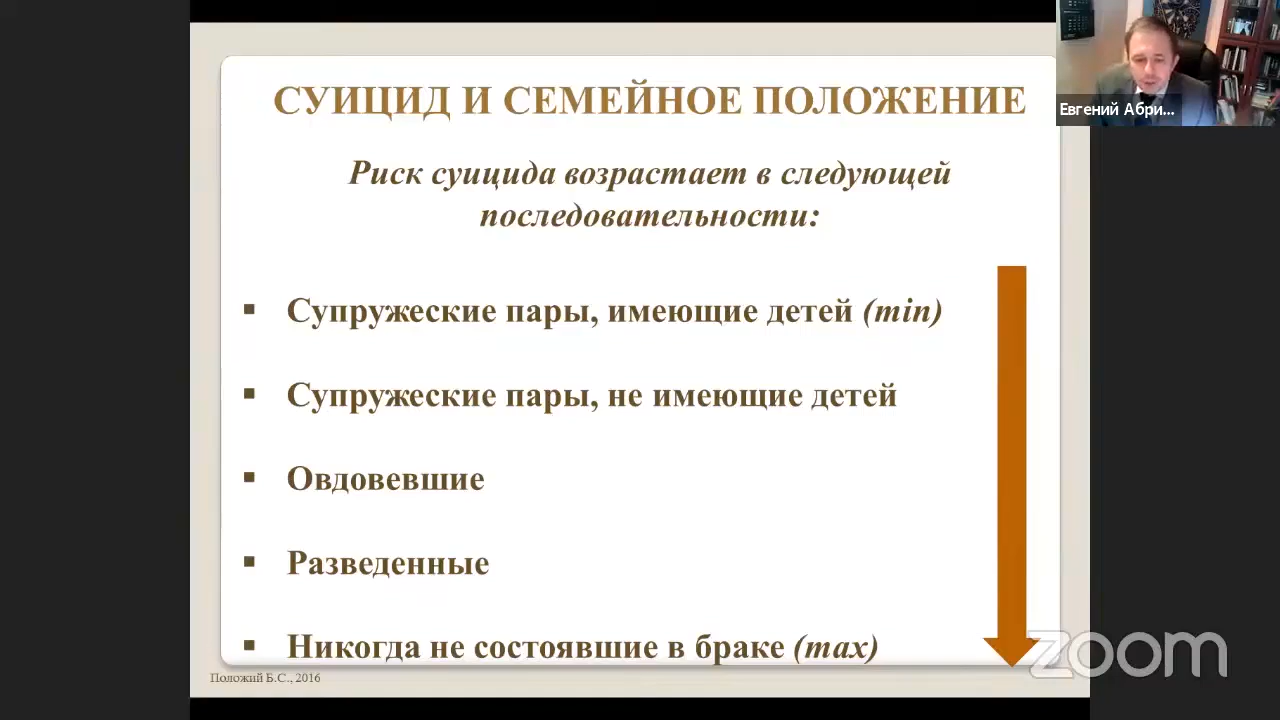 СУИЦИД И СЕМЕЙНОЕ ПОЛОЖЕНИЕ
Риск суицида возрастает в следующей
последовательности:
▪ Супружеские пары, имеющие детей (min)
▪ Супружеские пары, не имеющие детей
▪ Овдовевшие
▪ Разведенные
▪ Никогда не состоявшие в браке (max)
Положий Б.С., 2016
Евгений Абри...
zoom